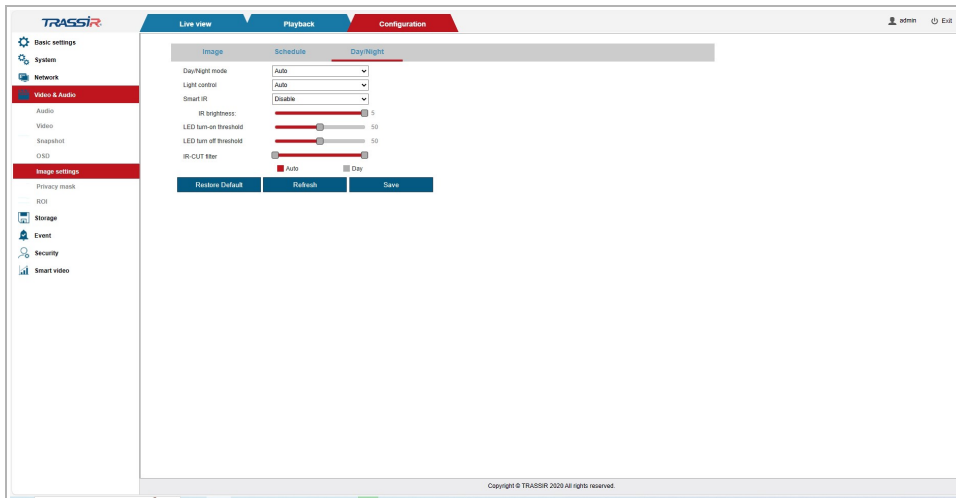 TRASSIR
Live view
Playback
Configuration
admin
Exit
Basic settings
System
Network
Video & Audio
Audio
Video
Snapshot
OSD
Image settings
Privacy mask
ROI
Storage
Event
Security
Smart video
Image Schedule Day/Night
Day/Night mode Auto
Light control Auto
Smart IR Disable
IR brightness: 5
LED turn-on threshold 50
LED turn off threshold 50
IR-CUT filter
Auto Day
Restore Default Refresh Save
Copyright © TRASSIR 2020 All rights reserved.